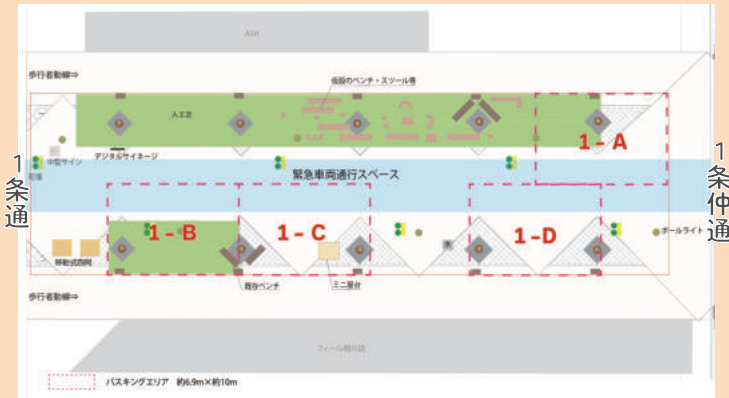 ASH
歩行者動線⇒
仮設のベンチ・スツール等
人工芝
1-A
デジタルサイネージ
中型サイン
花壇
緊急車両通行スペース
1条通
1条仲通
1-B
1-C
1-D
ポールライト
移動式四阿
既存ベンチ
ミニ屋台
歩行者動線⇒
フィール旭川店
バスキングエリア 約6.9m×約10m